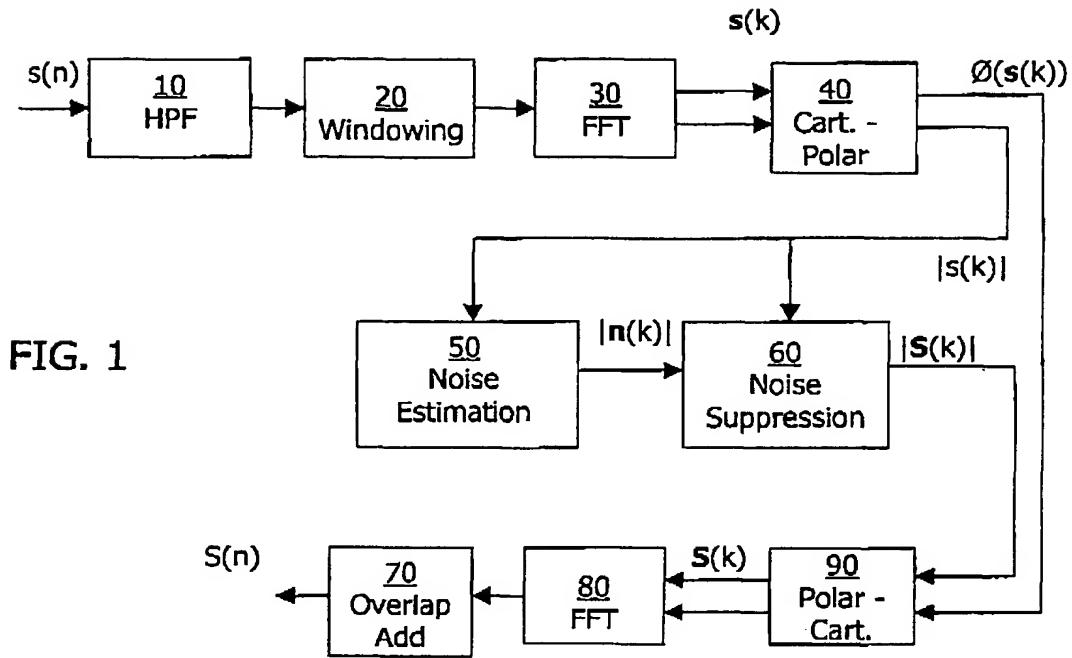 s(k)
s(n)
10
HPF
20
Windowing
30
FFT
40
Cart. -
Polar
Ø(s(k))
|s(k)|
FIG. 1
50
Noise
Estimation
|n(k)|
60
Noise
Suppression
|S(k)|
S(n)
70
Overlap
Add
80
FFT
S(k)
90
Polar -
Cart.